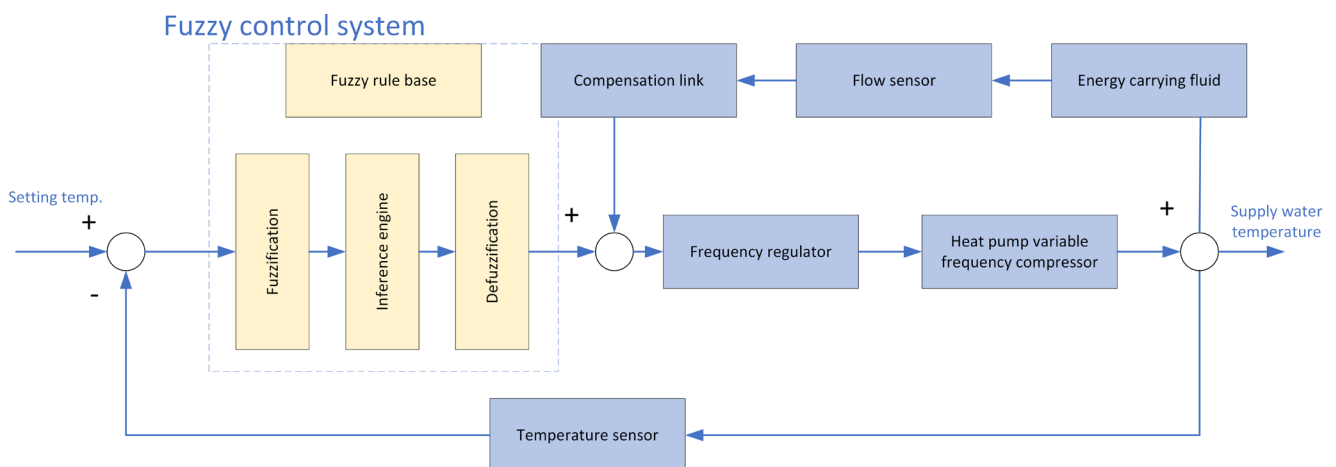 Fuzzy control system
Fuzzy rule base
Compensation link
Flow sensor
Energy carrying fluid
Setting temp.
+
-
Fuzzification
Inference engine
Defuzzification
+
Frequency regulator
Heat pump variable
frequency compressor
+
Supply water
temperature
Temperature sensor